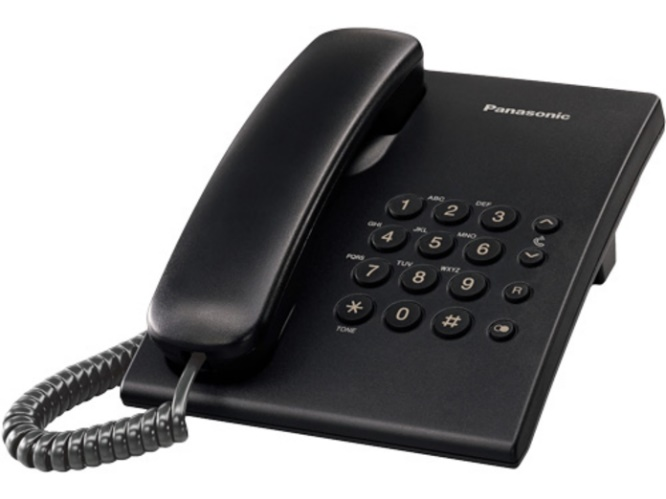 Panasonic
1 ABC 2 DEF 3
GHI 4 JKL 5 MNO 6
PQRS 7 TUV 8 WXYZ 9 R
* 0 #
TONE